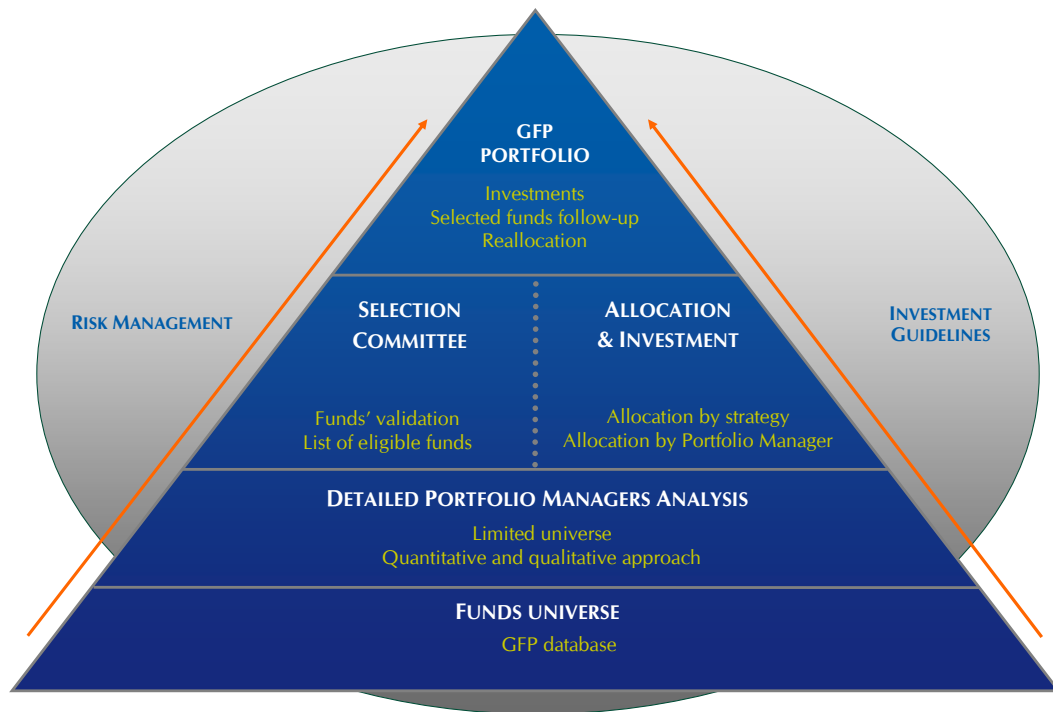 GFP
PORTFOLIO
Investments
Selected funds follow-up
Reallocation
RISK MANAGEMENT
SELECTION
COMMITTEE
Funds' validation
List of eligible funds
ALLOCATION
& INVESTMENT
Allocation by strategy
Allocation by Portfolio Manager
INVESTMENT
GUIDELINES
DETAILED PORTFOLIO MANAGERS ANALYSIS
Limited universe
Quantitative and qualitative approach
FUNDS UNIVERSE
GFP database